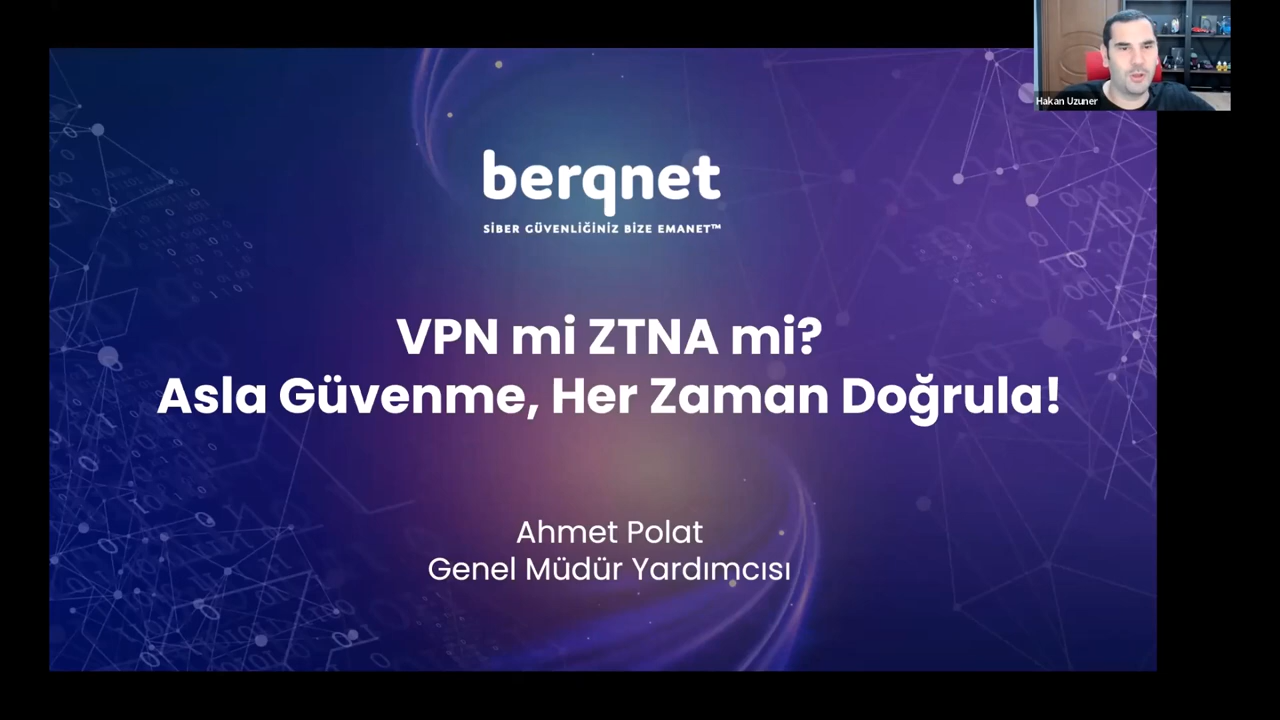 Hakan Uzuner
berqnet
SİBER GÜVENLİĞİNİZ BİZE EMANET™
VPN mi ZTNA mi?
Asla Güvenme, Her Zaman Doğrula!
Ahmet Polat
Genel Müdür Yardımcısı